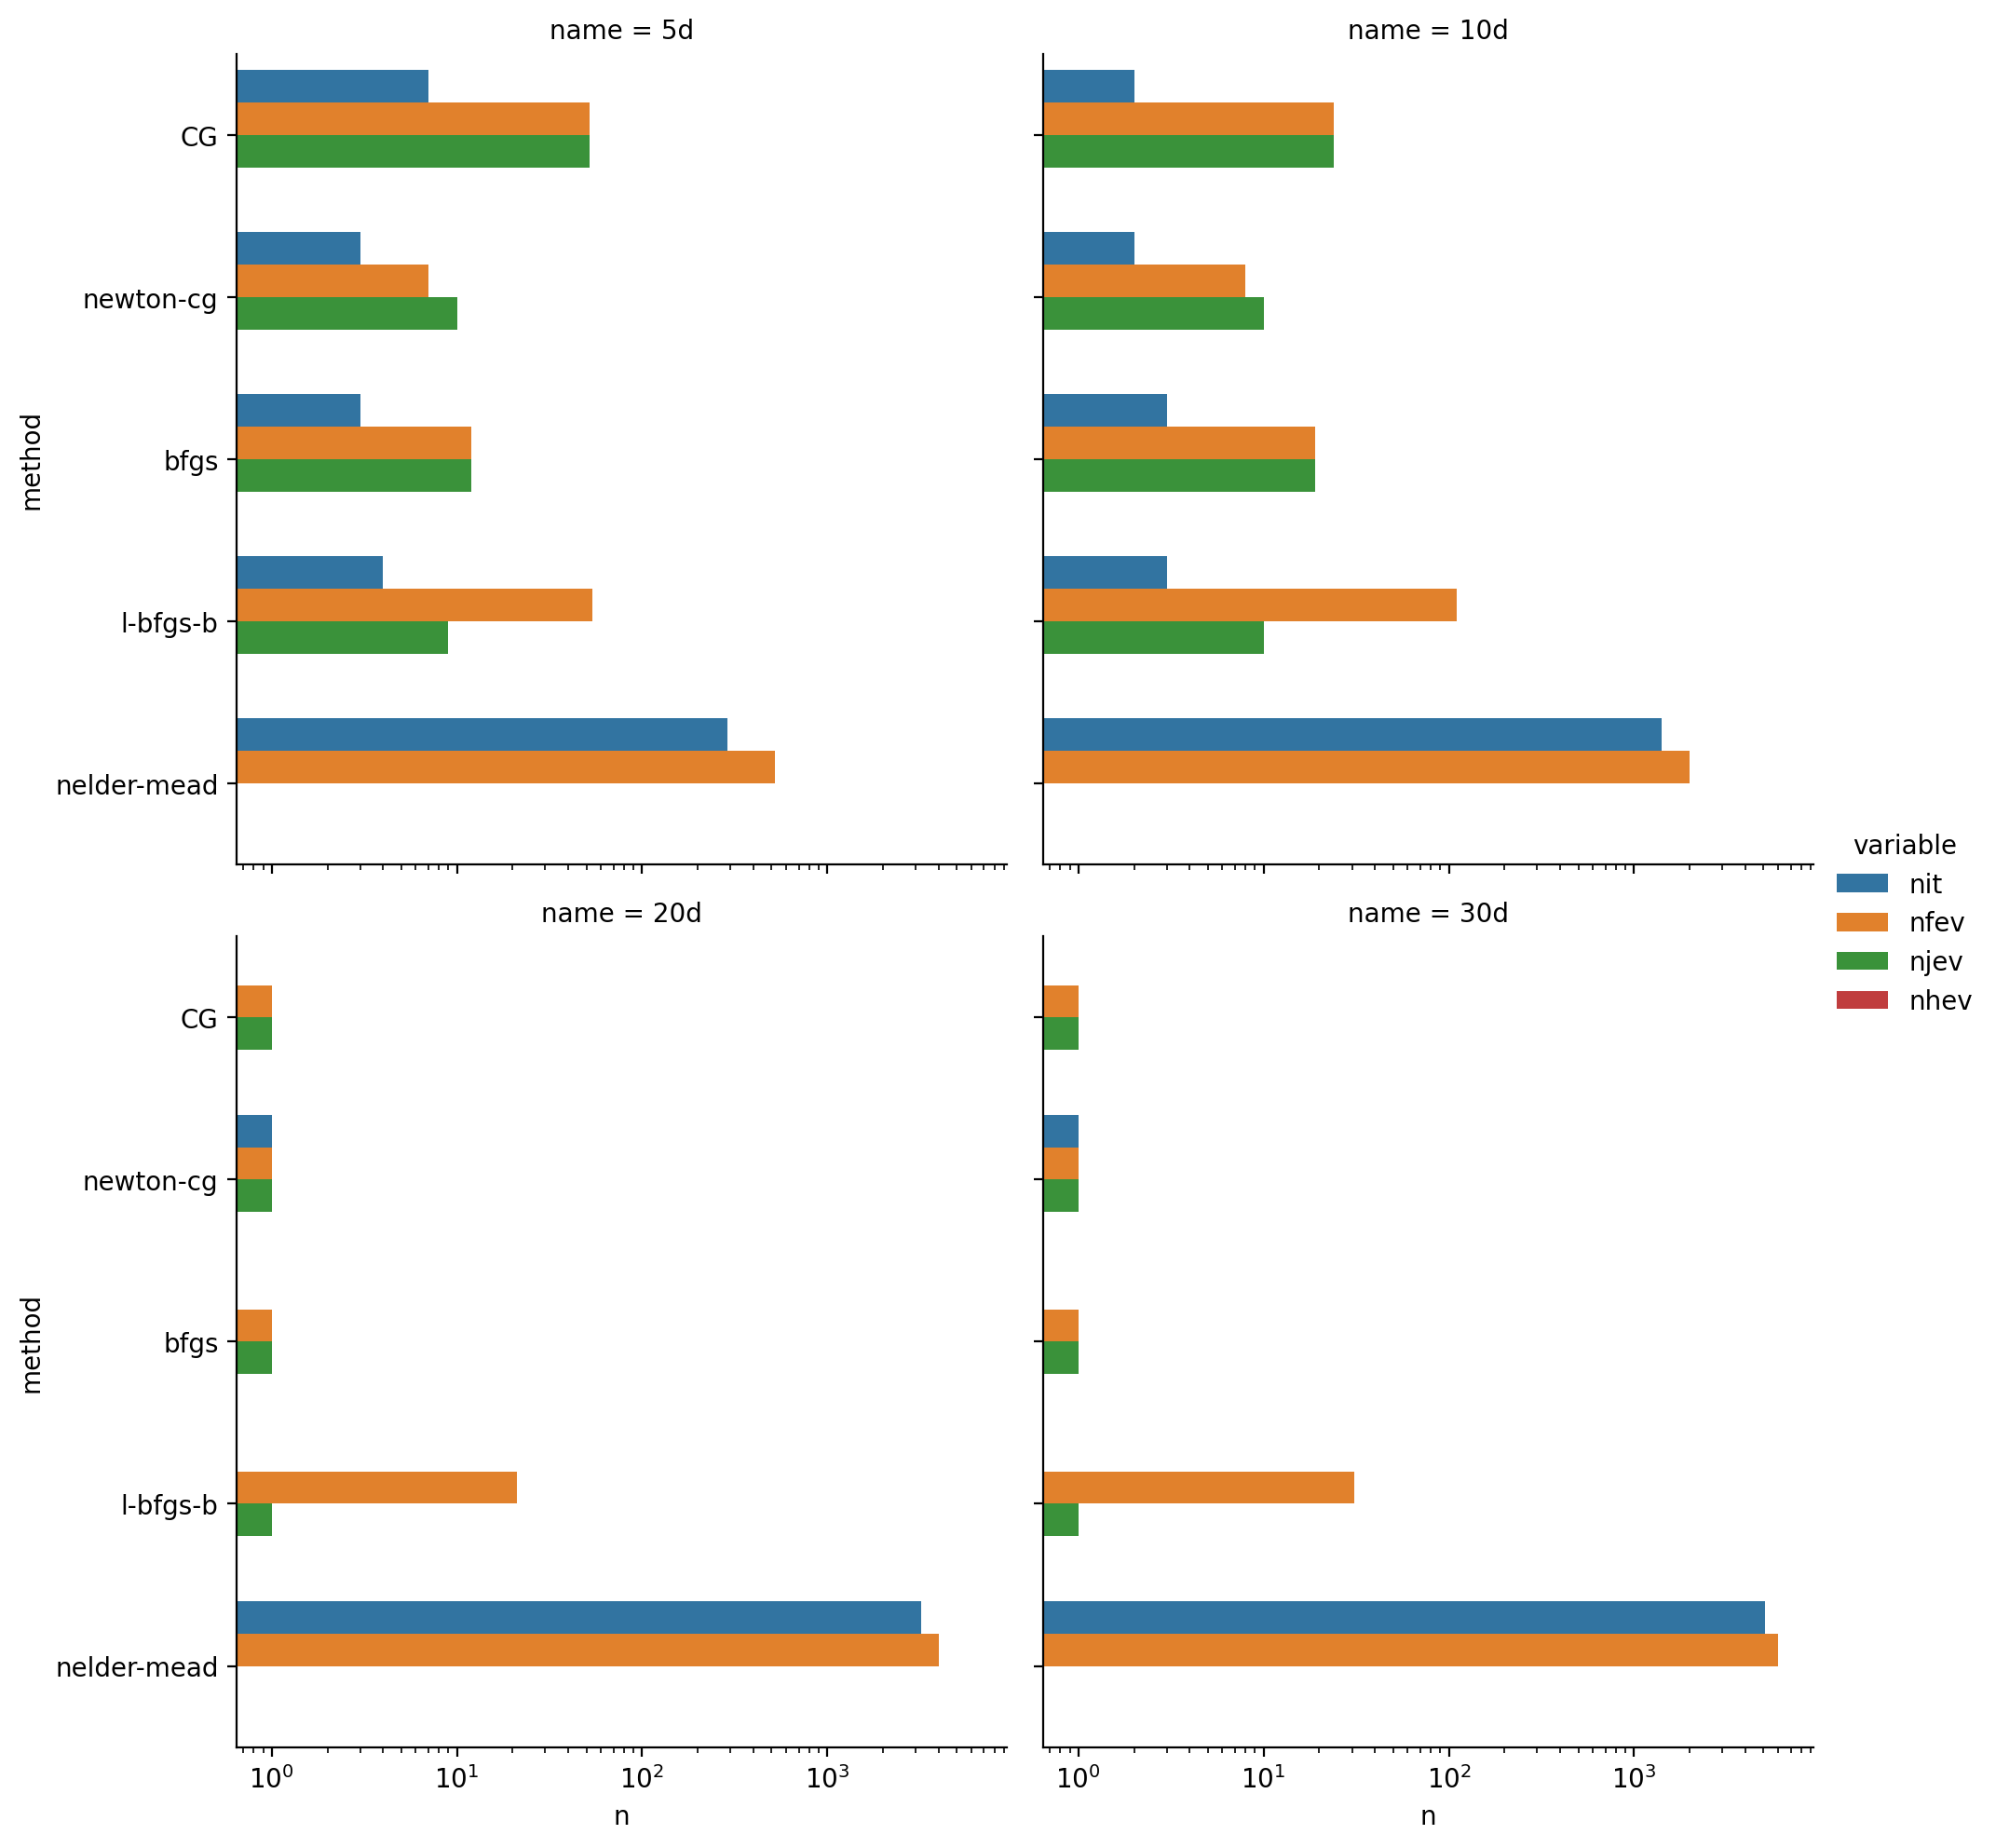 name = 5d
name = 10d
CG
newton-cg
bfgs
l-bfgs-b
nelder-mead
method
variable
nit
nfev
njev
nhev
name = 20d
name = 30d
CG
newton-cg
bfgs
l-bfgs-b
nelder-mead
method
10⁰ 10¹ 10² 10³
n
10⁰ 10¹ 10² 10³
n